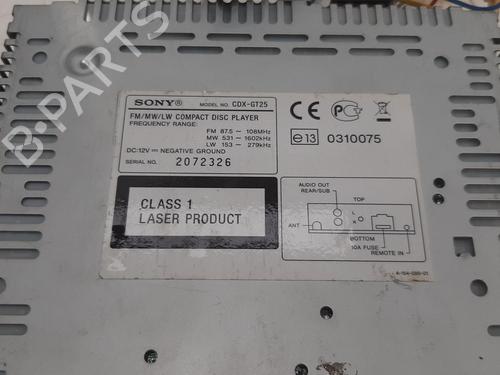 SONY® MODEL NO. CDX-GT25
FM/MW/LW COMPACT DISC PLAYER
FREQUENCY RANGE:
FM 87.5 - 108MHz
MW 531 - 1602kHz
LW 153 - 279kHz
DC:12V NEGATIVE GROUND
SERIAL NO. 2072326
CLASS 1
LASER PRODUCT
CE
e13 0310075
AUDIO OUT
REAR/SUB
TOP
L
R
ANT
BOTTOM
10A FUSE
REMOTE IN
B-PARTS